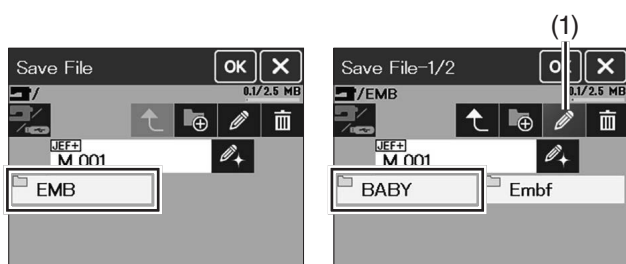 (1)
Save File OK X
/ 0.1/2.5 MB
JEF+
M 001
EMB
Save File-1/2 OK X
/EMB 0.1/2.5 MB
JEF+
M 001
BABY Embf